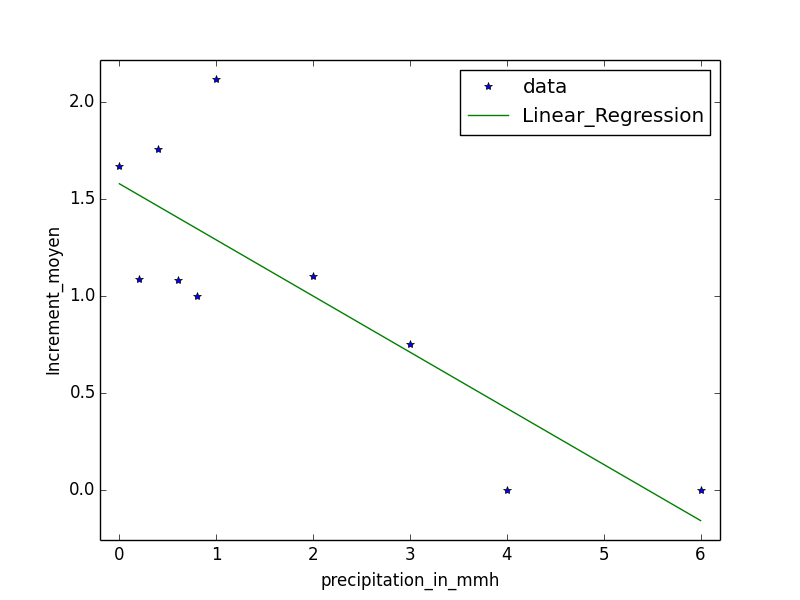 data
Linear_Regression
2.0
1.5
1.0
0.5
0.0
Increment_moyen
0 1 2 3 4 5 6
precipitation_in_mmh